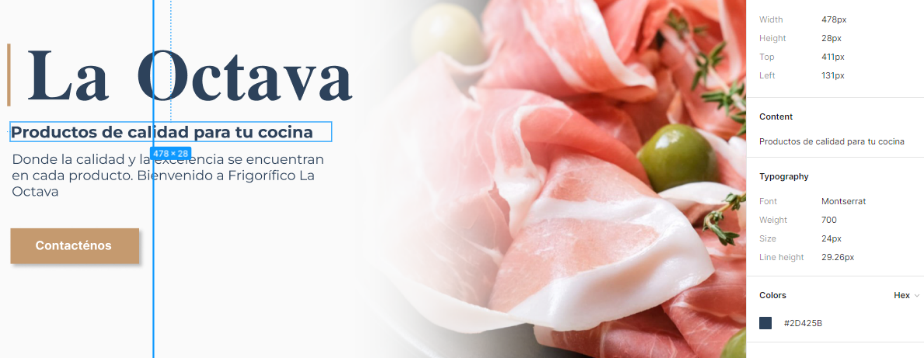 La Octava
Productos de calidad para tu cocina
478 × 28
Donde la calidad y la excelencia se encuentran
en cada producto. Bienvenido a Frigorífico La
Octava
Contacténos
Width 478px
Height 28px
Top 411px
Left 131px
Content
Productos de calidad para tu cocina
Typography
Font Montserrat
Weight 700
Size 24px
Line height 29.26px
Colors Hex
#2D425B